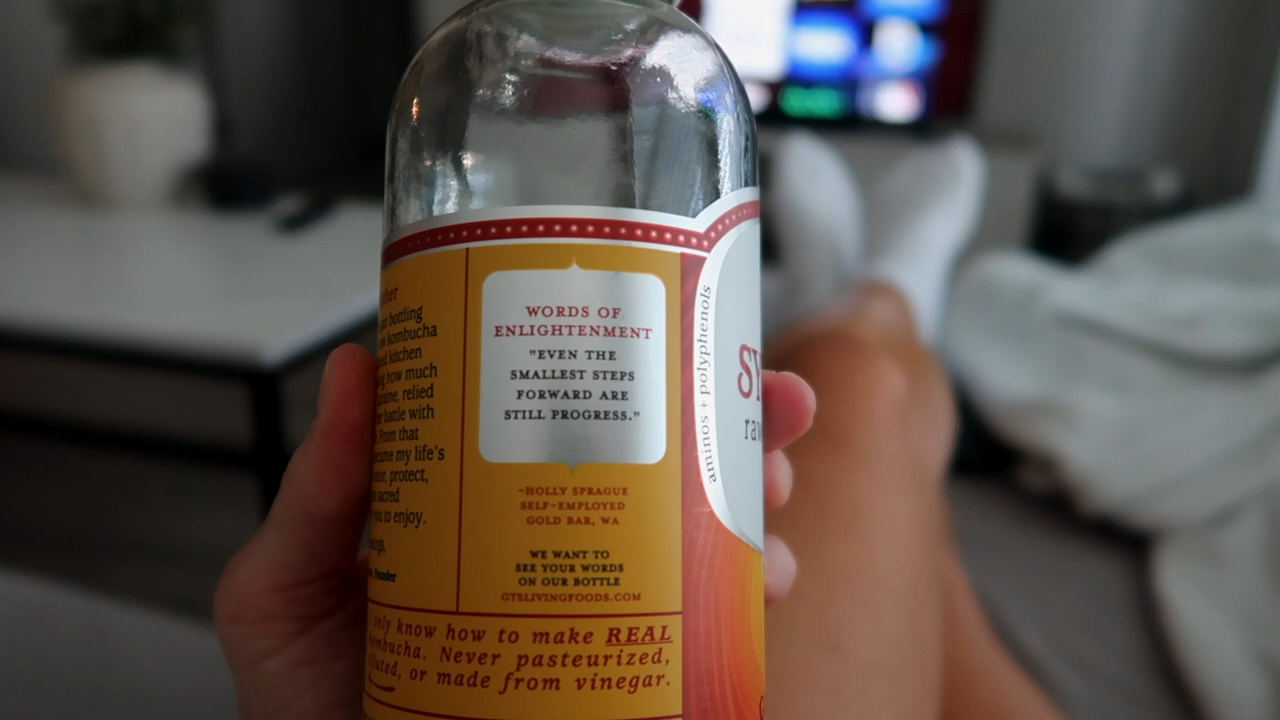 bottling
kombucha
kitchen
how much
relied
battle with
From that
became my life's
protect,
sacred
you to enjoy.
Founder
WORDS OF
ENLIGHTENMENT
"EVEN THE
SMALLEST STEPS
FORWARD ARE
STILL PROGRESS."
-HOLLY SPRAGUE
SELF-EMPLOYED
GOLD BAR, WA
WE WANT TO
SEE YOUR WORDS
ON OUR BOTTLE
GTSLIVINGFOODS.COM
only know how to make REAL
kombucha. Never pasteurized,
or made from vinegar.
aminos + polyphenols